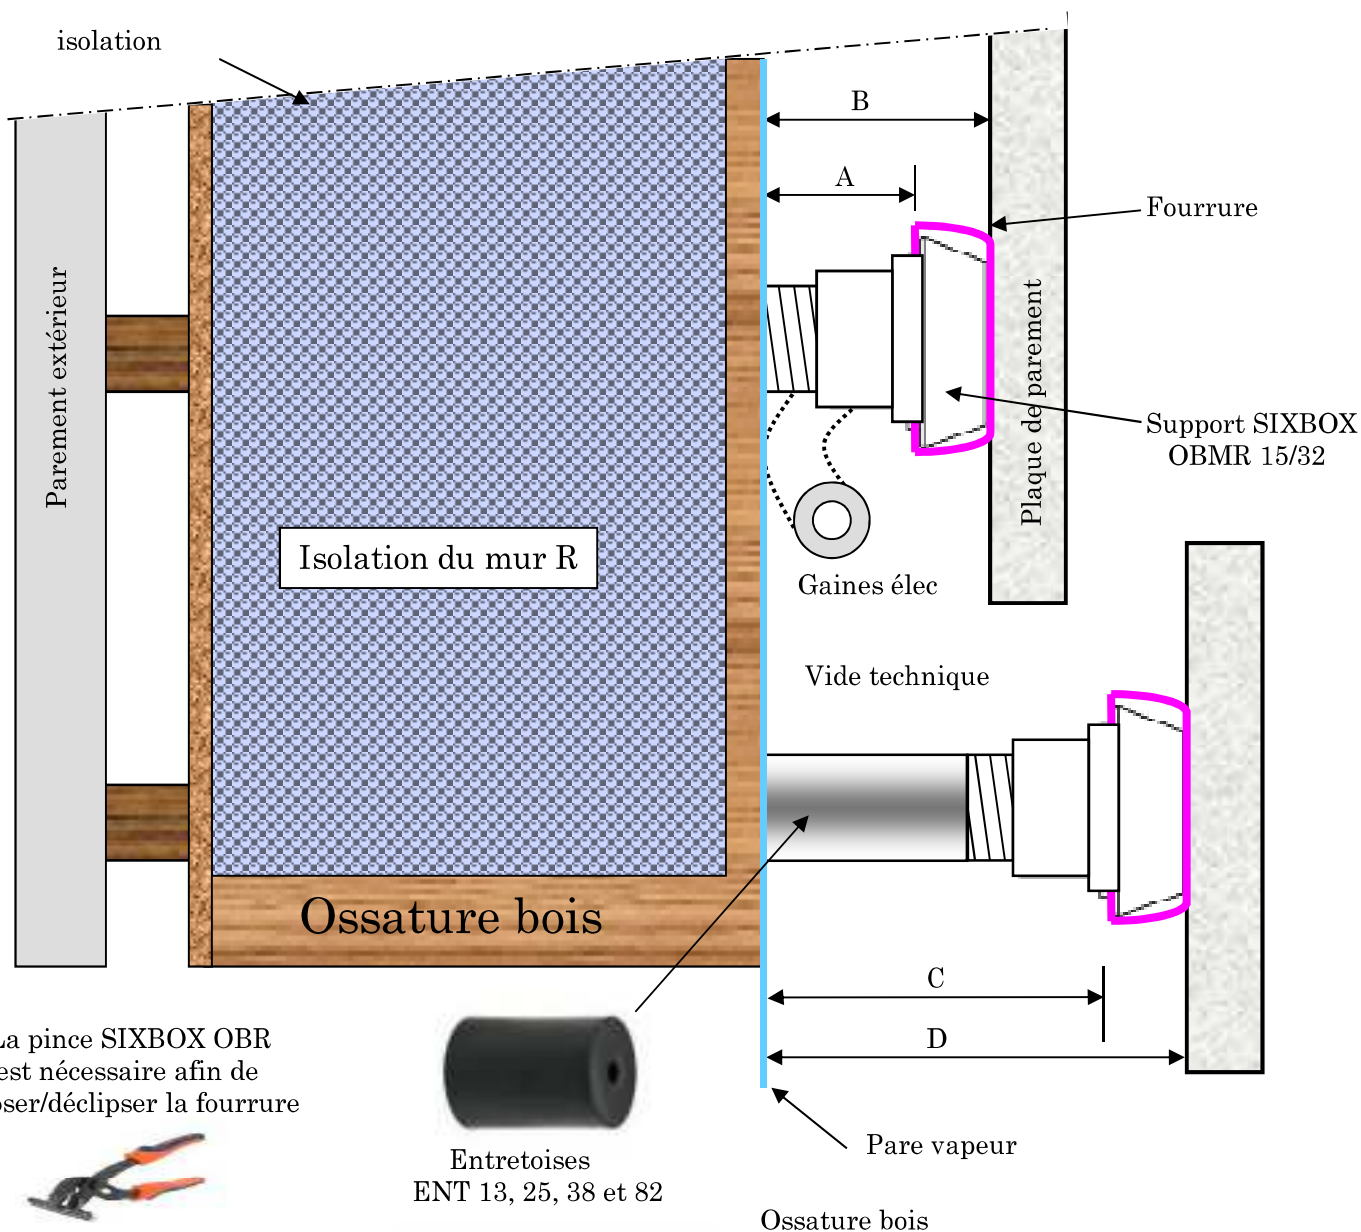 isolation
B
A
Fourrure
Parement extérieur
Plaque de parement
Support SIXBOX
OBMR 15/32
Isolation du mur R
Gaines élec
Vide technique
Ossature bois
C
D
La pince SIXBOX OBR
est nécessaire afin de
oser/déclipser la fourrure
Entretoises
ENT 13, 25, 38 et 82
Pare vapeur
Ossature bois